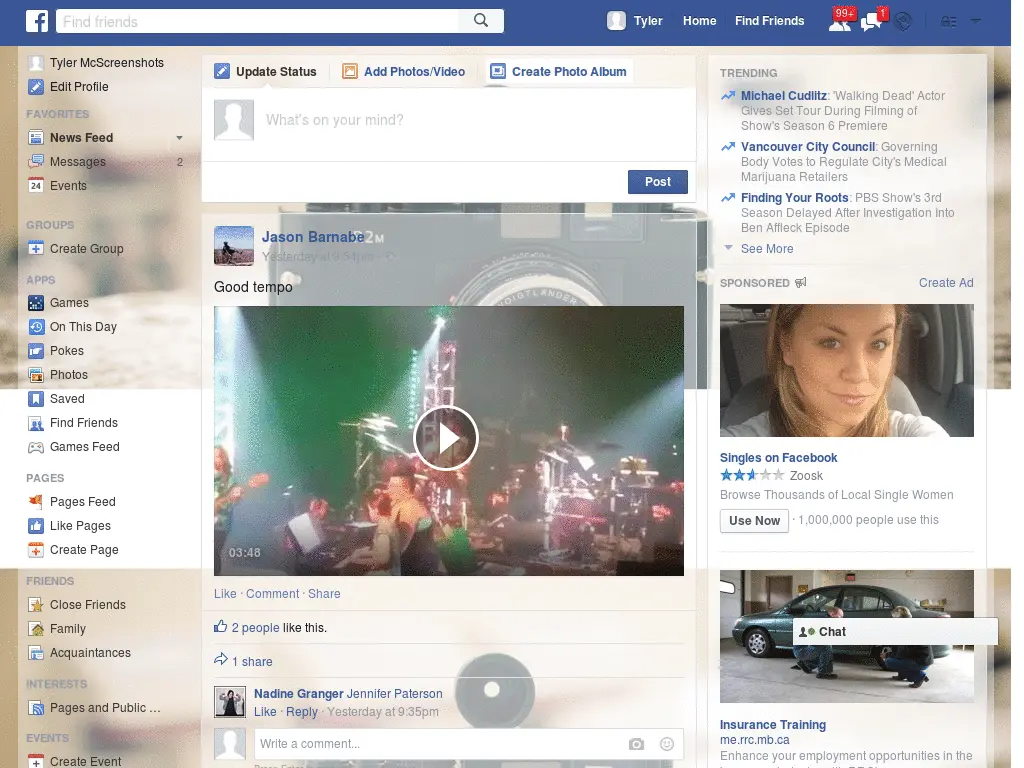 f
Find friends
Tyler
Home
Find Friends
99+
1
Tyler McScreenshots
Edit Profile
FAVORITES
News Feed
Messages
2
24
Events
GROUPS
Create Group
APPS
Games
On This Day
Pokes
Photos
Saved
Find Friends
Games Feed
PAGES
Pages Feed
Like Pages
Create Page
FRIENDS
Close Friends
Family
Acquaintances
INTERESTS
Pages and Public ...
EVENTS
Create Event
Update Status
Add Photos/Video
Create Photo Album
What's on your mind?
Post
Jason Barnabe
Yesterday at 9:54pm ·
R2M
VOIGTLÄNDER
Good tempo
03:48
Like · Comment · Share
2 people like this.
1 share
Nadine Granger Jennifer Paterson
Like · Reply · Yesterday at 9:35pm
Write a comment...
TRENDING
Michael Cudlitz: 'Walking Dead' Actor
Gives Set Tour During Filming of
Show's Season 6 Premiere
Vancouver City Council: Governing
Body Votes to Regulate City's Medical
Marijuana Retailers
Finding Your Roots: PBS Show's 3rd
Season Delayed After Investigation Into
Ben Affleck Episode
See More
SPONSORED
Create Ad
Singles on Facebook
Zoosk
Browse Thousands of Local Single Women
Use Now · 1,000,000 people use this
Chat
Insurance Training
me.rrc.mb.ca
Enhance your employment opportunities in the